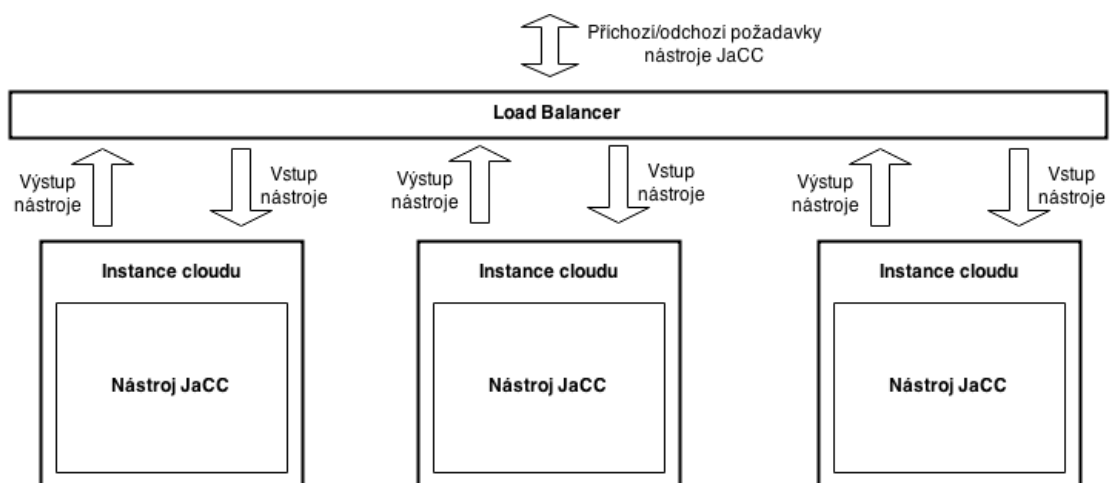 Příchozí/odchozí požadavky
nástroje JaCC
Load Balancer
Výstup
nástroje
Vstup
nástroje
Výstup
nástroje
Vstup
nástroje
Výstup
nástroje
Vstup
nástroje
Instance cloudu
Instance cloudu
Instance cloudu
Nástroj JaCC
Nástroj JaCC
Nástroj JaCC